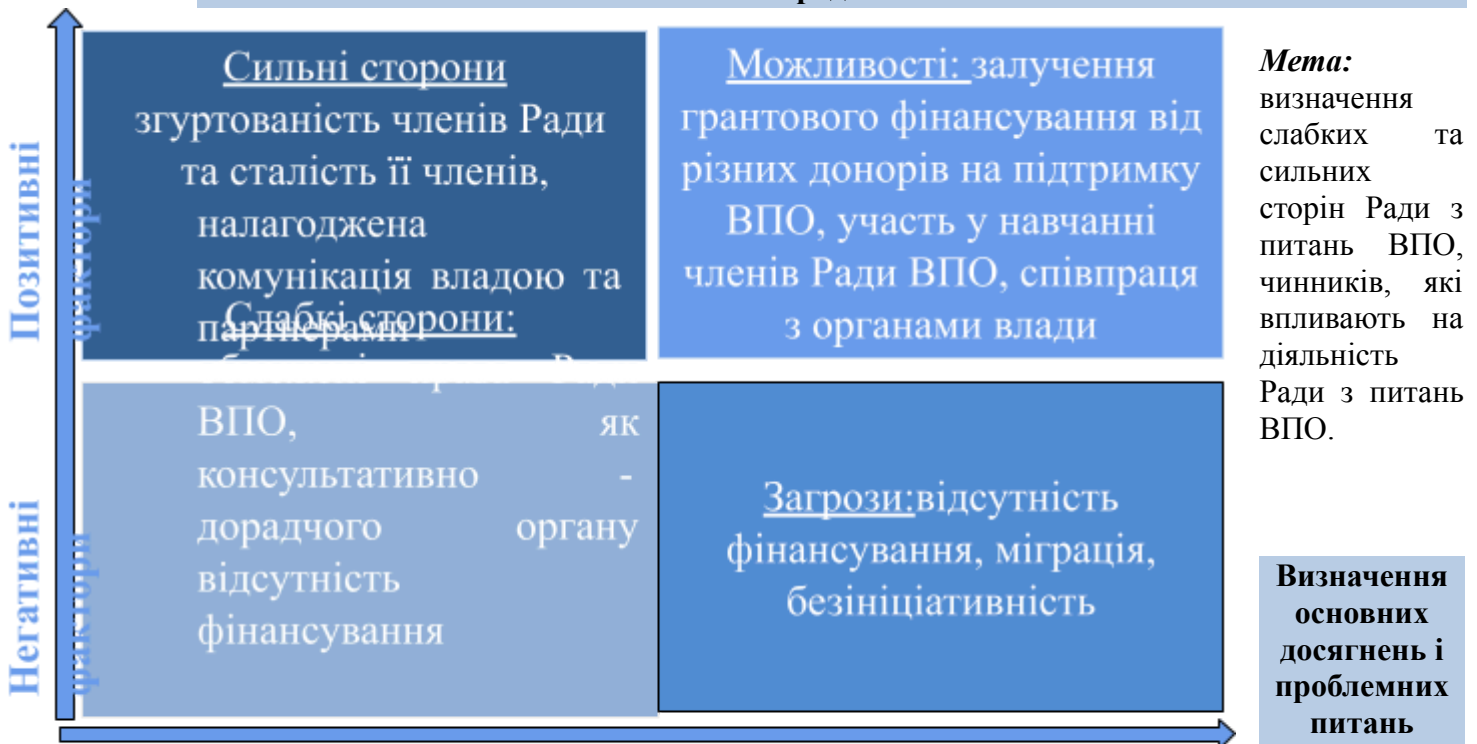 Позитивні
фактори
Сильні сторони
згуртованість членів Ради
та сталість її членів,
налагоджена
комунікація владою та
партнерами
Можливості: залучення
грантового фінансування від
різних донорів на підтримку
ВПО, участь у навчанні
членів Ради ВПО, співпраця
з органами влади
Негативні
фактори
Слабкі сторони:
ВПО, як
консультативно -
дорадчого органу
відсутність
фінансування
Загрози:відсутність
фінансування, міграція,
безініціативність
Мета:
визначення
слабких та
сильних
сторін Ради з
питань ВПО,
чинників, які
впливають на
діяльність
Ради з питань
ВПО.
Визначення
основних
досягнень і
проблемних
питань